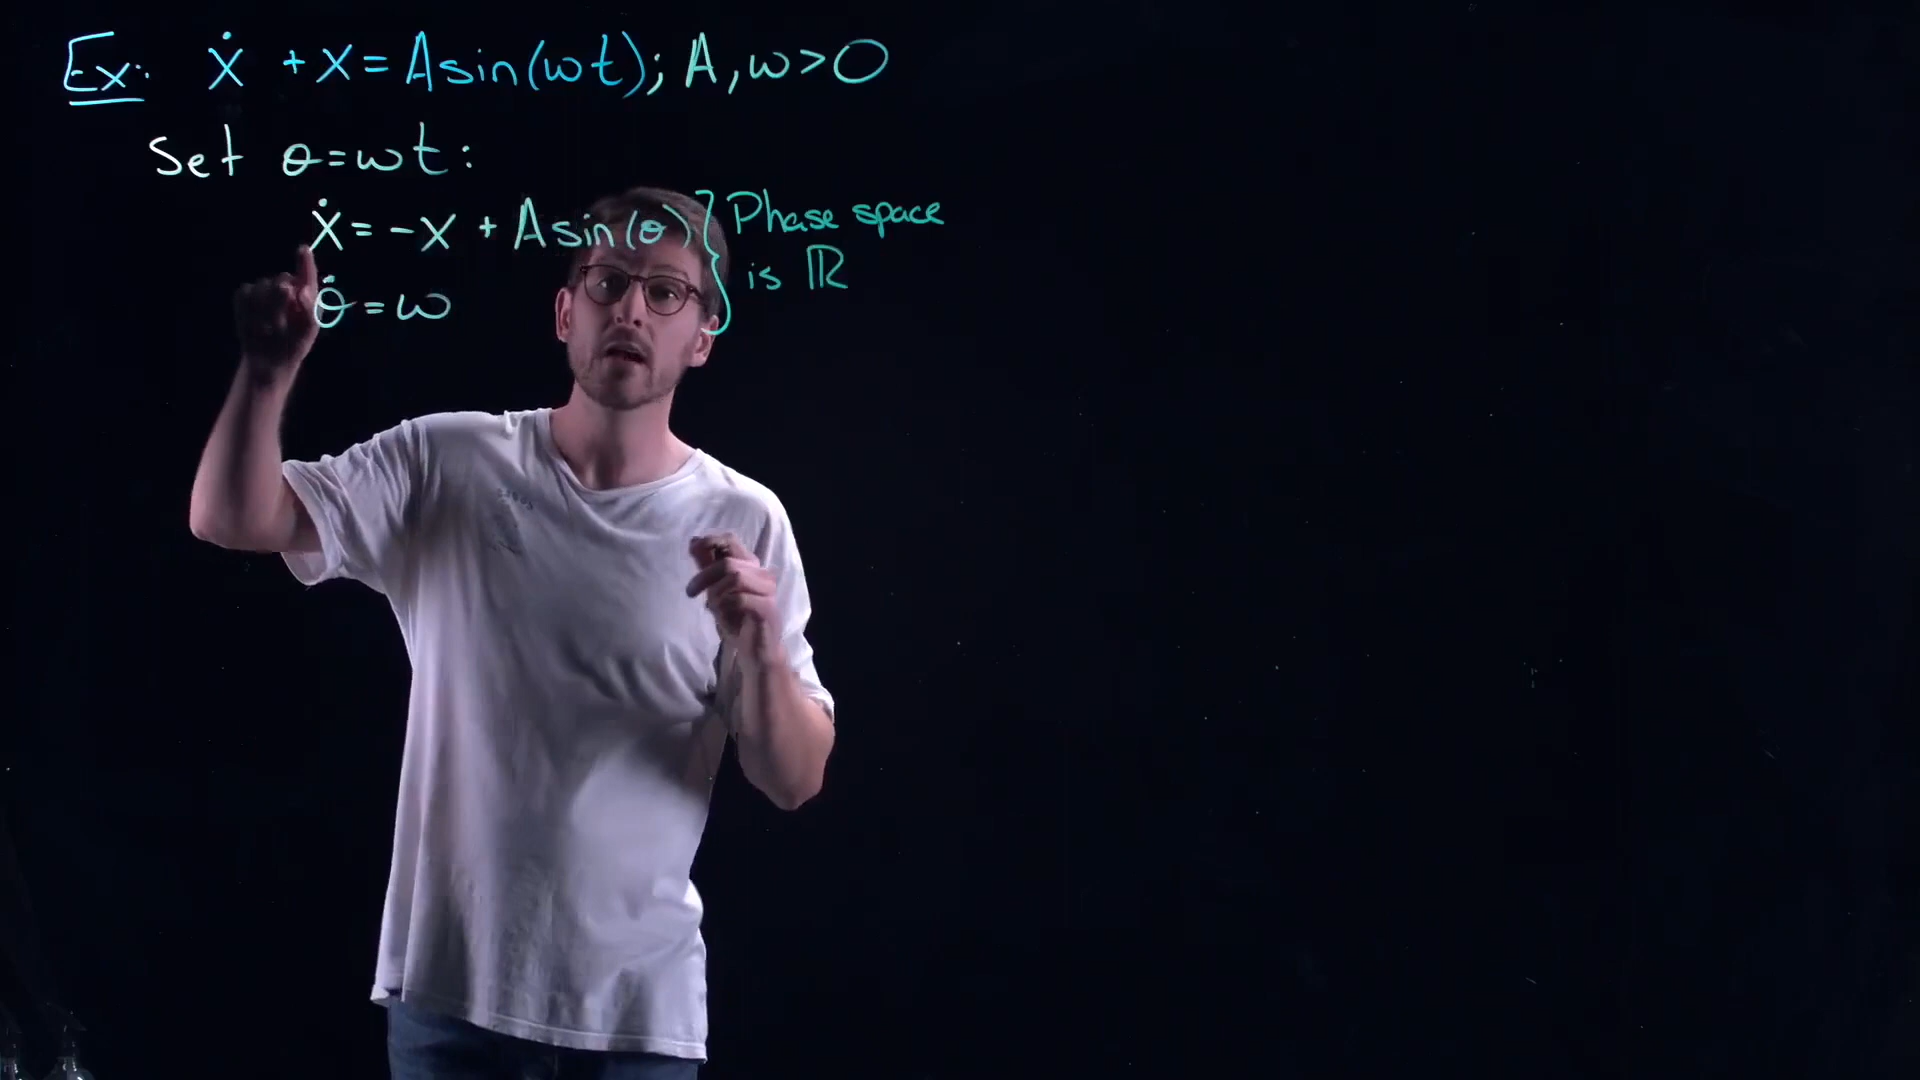 Ex: ẋ + x = A sin(ωt); A, ω > 0
Set θ = ωt:
ẋ = -x + A sin(θ)
θ̇ = ω
} Phase space
is ℝ